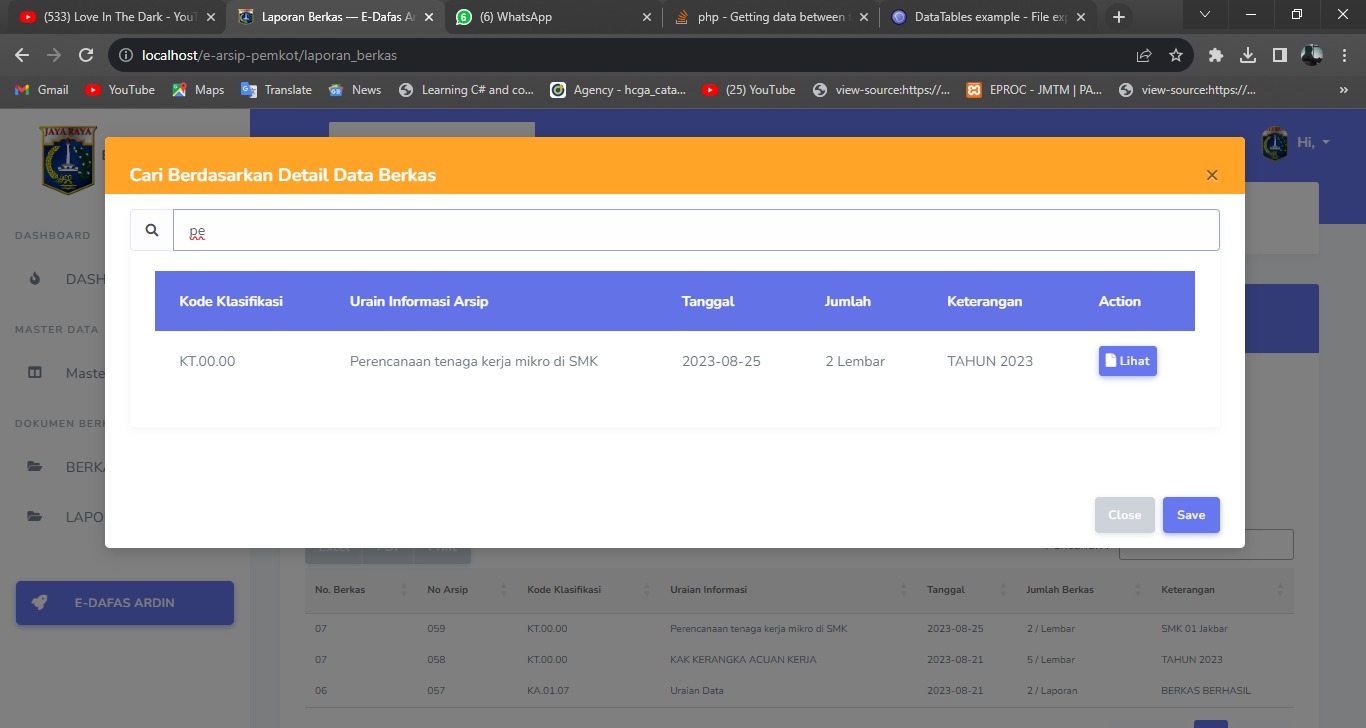 (533) Love In The Dark - YouT
Laporan Berkas — E-Dafas Ar
(6) WhatsApp
php - Getting data between
DataTables example - File ex
localhost/e-arsip-pemkot/laporan_berkas
Gmail
YouTube
Maps
Translate
News
Learning C# and co...
Agency - hcga_cata...
(25) YouTube
view-source:https://...
EPROC - JMTM | PA...
view-source:https://...
»
JAYA RAYA
Hi,
Cari Berdasarkan Detail Data Berkas
pe
Kode Klasifikasi Urain Informasi Arsip Tanggal Jumlah Keterangan Action
KT.00.00 Perencanaan tenaga kerja mikro di SMK 2023-08-25 2 Lembar TAHUN 2023 Lihat
Close Save
DASHBOARD
DASH
MASTER DATA
Maste
DOKUMEN BERK
BERKA
LAPO
E-DAFAS ARDIN
No. Berkas No Arsip Kode Klasifikasi Uraian Informasi Tanggal Jumlah Berkas Keterangan
07 059 KT.00.00 Perencanaan tenaga kerja mikro di SMK 2023-08-25 2 / Lembar SMK 01 Jakbar
07 058 KT.00.00 KAK KERANGKA ACUAN KERJA 2023-08-21 5 / Lembar TAHUN 2023
06 057 KA.01.07 Uraian Data 2023-08-21 2 / Laporan BERKAS BERHASIL